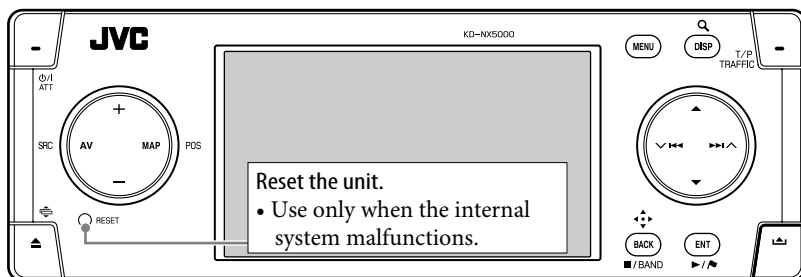 JVC
KD-NX5000
MENU
DISP
T/P
TRAFFIC
⏻/I
ATT
+
AV
MAP
–
SRC
POS
RESET
Reset the unit.
• Use only when the internal
system malfunctions.
BACK
ENT
■/BAND